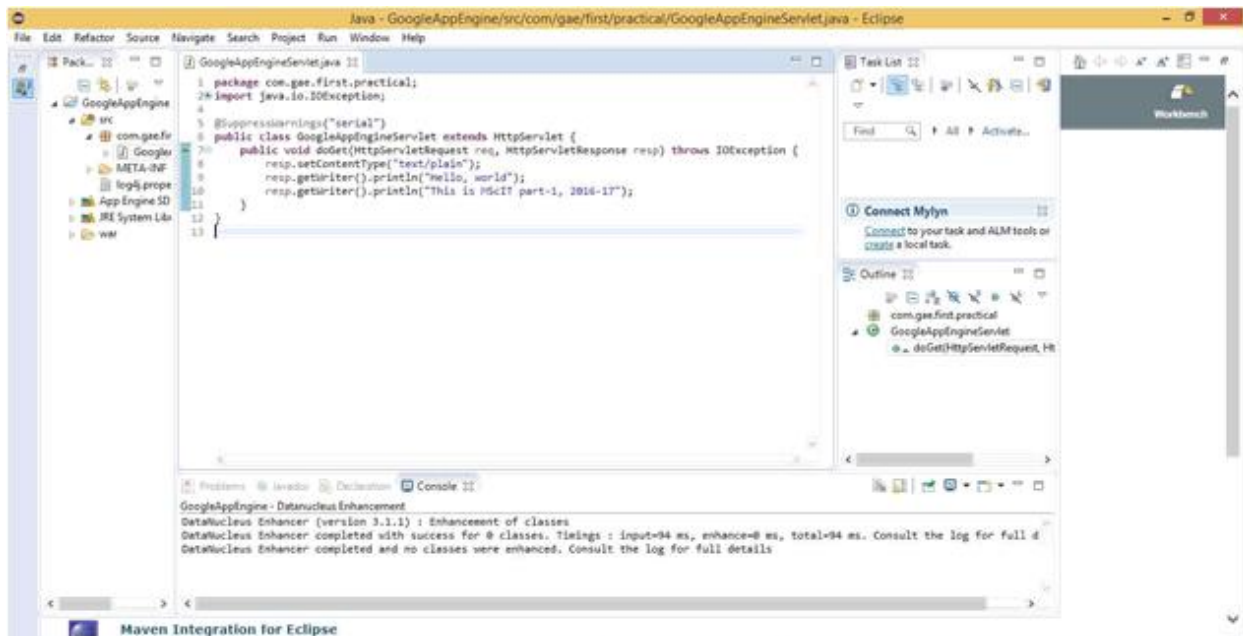 Java - GoogleAppEngine/src/com/gae/first/practical/GoogleAppEngineServlet.java - Eclipse
File Edit Refactor Source Navigate Search Project Run Window Help
Pack...
GoogleAppEngine
src
com.gae.fir
Googler
META-INF
log4j.prope
App Engine SD
JRE System Libr
war
GoogleAppEngineServlet.java
1 package com.gae.first.practical;
2 import java.io.IOException;
4
5 @SuppressWarnings("serial")
6 public class GoogleAppEngineServlet extends HttpServlet {
7 public void doGet(HttpServletRequest req, HttpServletResponse resp) throws IOException {
8 resp.setContentType("text/plain");
9 resp.getWriter().println("Hello, world");
10 resp.getWriter().println("This is MScIT part-1, 2016-17");
11 }
12 }
13
Task List
Find All Activate...
Connect Mylyn
Connect to your task and ALM tools or
create a local task.
Outline
com.gae.first.practical
GoogleAppEngineServlet
doGet(HttpServletRequest, Ht
Workbench
Problems Javadoc Declaration Console
GoogleAppEngine - Datanucleus Enhancement
DataNucleus Enhancer (version 3.1.1) : Enhancement of classes
DataNucleus Enhancer completed with success for 0 classes. Timings : input=94 ms, enhance=0 ms, total=94 ms. Consult the log for full d
DataNucleus Enhancer completed and no classes were enhanced. Consult the log for full details
Maven Integration for Eclipse